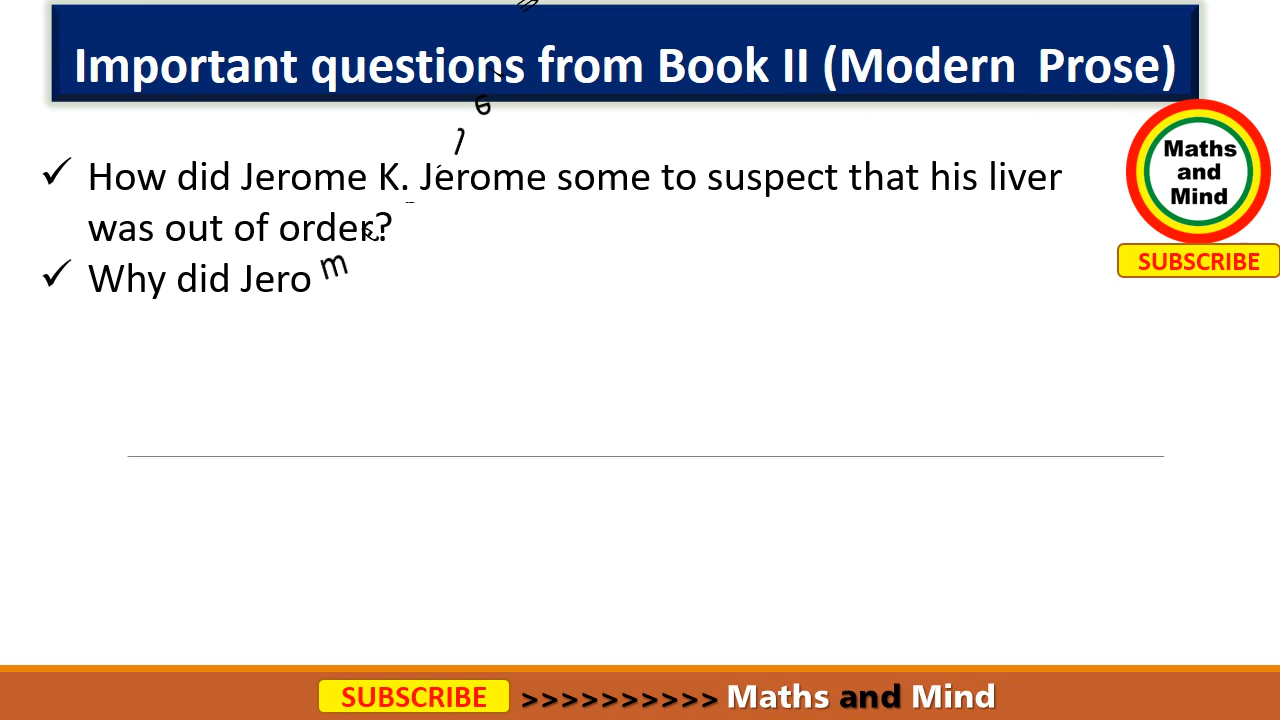 Important questions from Book II (Modern Prose)
Maths
and
Mind
SUBSCRIBE
✓ How did Jerome K. Jerome some to suspect that his liver
was out of order?
✓ Why did Jerom
SUBSCRIBE >>>>>>>>>> Maths and Mind